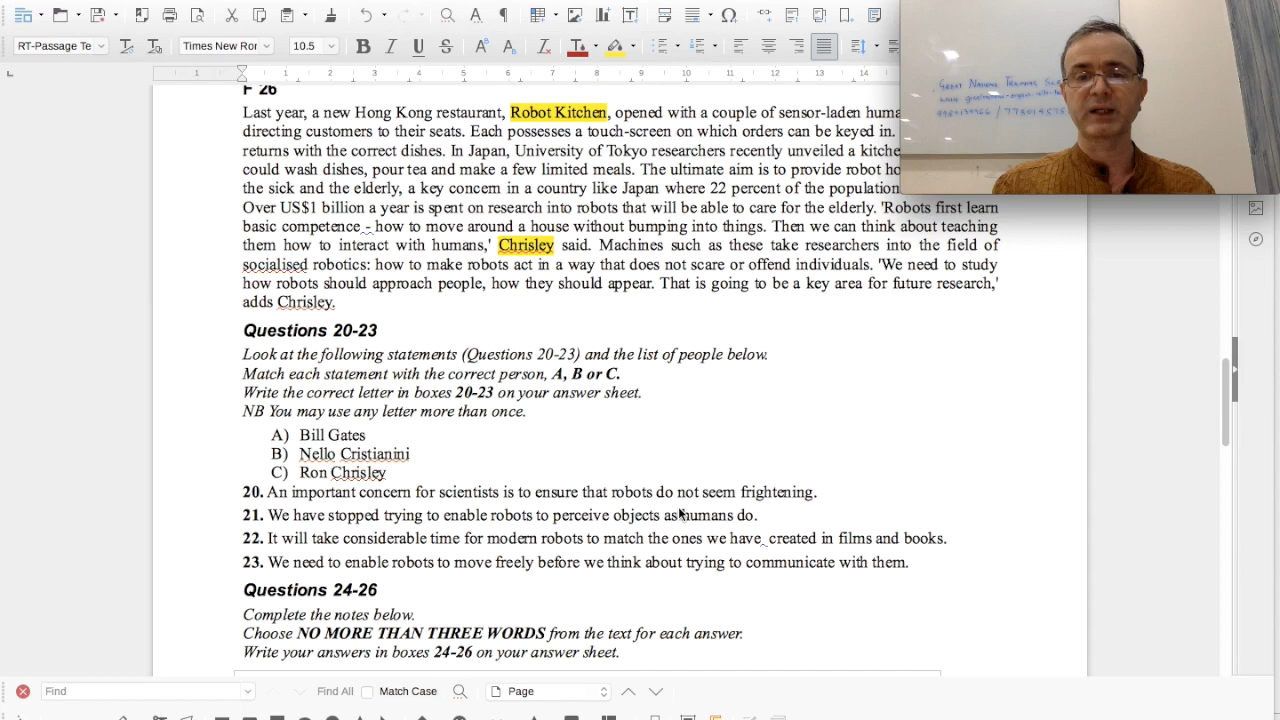 RT-Passage Te
Times New Ror
10.5
1 1 2 3 4 5 6 7 8 9 10 11 12 13 14
F 26
Last year, a new Hong Kong restaurant, Robot Kitchen, opened with a couple of sensor-laden
directing customers to their seats. Each possesses a touch-screen on which orders can be keyed in.
returns with the correct dishes. In Japan, University of Tokyo researchers recently unveiled a
could wash dishes, pour tea and make a few limited meals. The ultimate aim is to provide robot
the sick and the elderly, a key concern in a country like Japan where 22 percent of the population
Over US$1 billion a year is spent on research into robots that will be able to care for the elderly. 'Robots first learn
basic competence - how to move around a house without bumping into things. Then we can think about teaching
them how to interact with humans,' Chrisley said. Machines such as these take researchers into the field of
socialised robotics: how to make robots act in a way that does not scare or offend individuals. 'We need to study
how robots should approach people, how they should appear. That is going to be a key area for future research,'
adds Chrisley.
Questions 20-23
Look at the following statements (Questions 20-23) and the list of people below.
Match each statement with the correct person, A, B or C.
Write the correct letter in boxes 20-23 on your answer sheet.
NB You may use any letter more than once.
A) Bill Gates
B) Nello Cristianini
C) Ron Chrisley
20. An important concern for scientists is to ensure that robots do not seem frightening.
21. We have stopped trying to enable robots to perceive objects as humans do.
22. It will take considerable time for modern robots to match the ones we have created in films and books.
23. We need to enable robots to move freely before we think about trying to communicate with them.
Questions 24-26
Complete the notes below.
Choose NO MORE THAN THREE WORDS from the text for each answer.
Write your answers in boxes 24-26 on your answer sheet.
Find
Find All
Match Case
Page